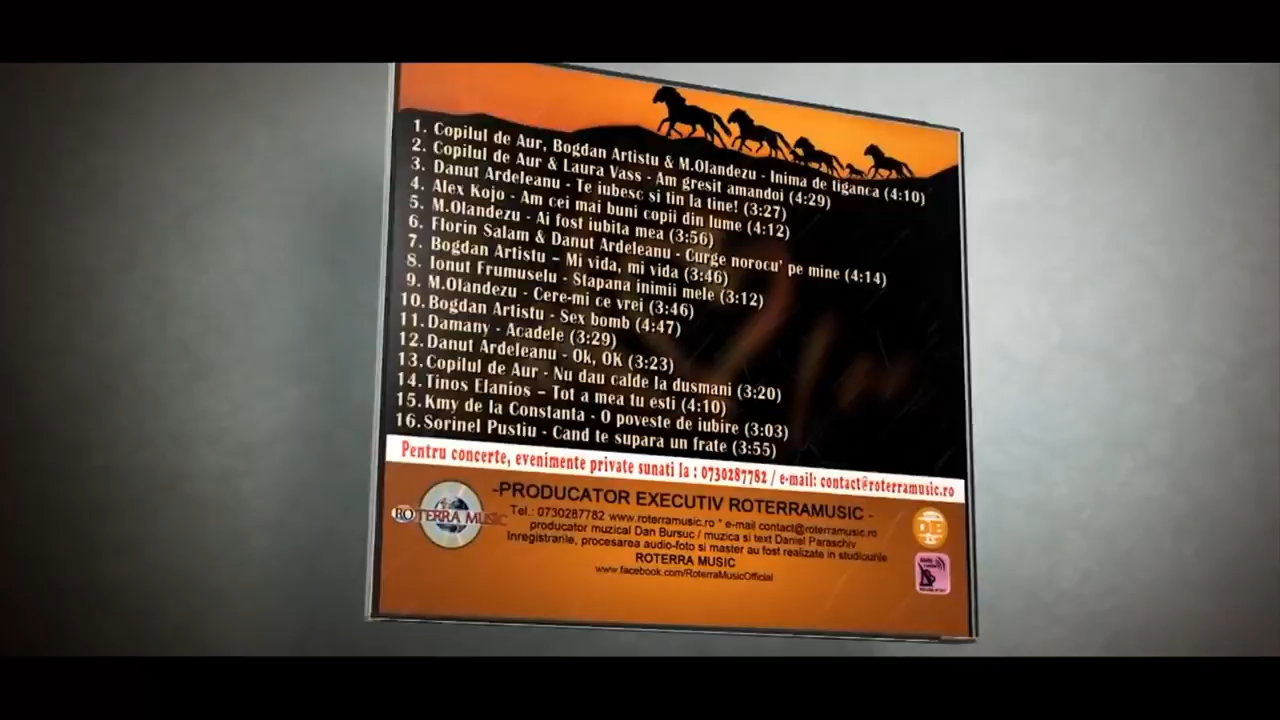 1. Copilul de Aur, Bogdan Artistu & M.Olandezu - Inima de tiganca (4:10)
2. Copilul de Aur & Laura Vass - Am gresit amandoi (4:29)
3. Danut Ardeleanu - Te iubesc si tin la tine! (3:27)
4. Alex Kojo - Am cei mai buni copii din lume (4:12)
5. M.Olandezu - Ai fost iubita mea (3:56)
6. Florin Salam & Danut Ardeleanu - Curge norocu' pe mine (4:14)
7. Bogdan Artistu – Mi vida, mi vida (3:46)
8. Ionut Frumuselu - Stapana inimii mele (3:12)
9. M.Olandezu - Cere-mi ce vrei (3:46)
10. Bogdan Artistu - Sex bomb (4:47)
11. Damany - Acadele (3:29)
12. Danut Ardeleanu - Ok, OK (3:23)
13. Copilul de Aur - Nu dau calde la dusmani (3:20)
14. Tinos Elanios – Tot a mea tu esti (4:10)
15. Kmy de la Constanta - O poveste de iubire (3:03)
16. Sorinel Pustiu - Cand te supara un frate (3:55)
Pentru concerte, evenimente private sunati la : 0730287782 / e-mail: contact@roterramusic.ro
RO TERRA MUSIC
-PRODUCATOR EXECUTIV ROTERRAMUSIC -
Tel.: 0730287782 www.roterramusic.ro * e-mail contact@roterramusic.ro
producator muzical Dan Bursuc / muzica si text Daniel Paraschiv
Inregistrarile, procesarea audio-foto si master au fost realizate in studiourile
ROTERRA MUSIC
www.facebook.com/RoterraMusicOfficial